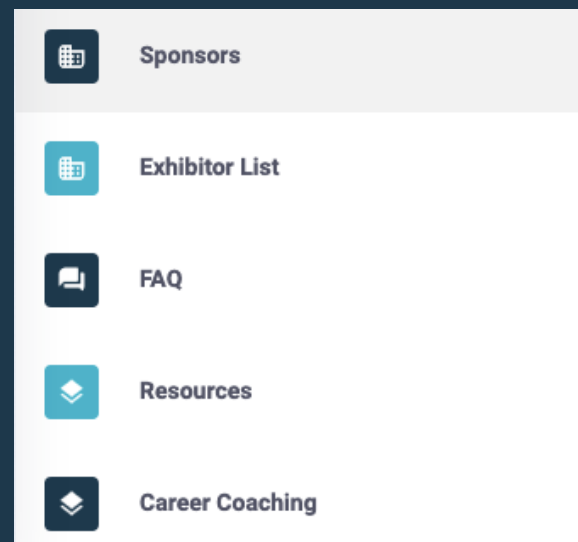 Sponsors
Exhibitor List
FAQ
Resources
Career Coaching